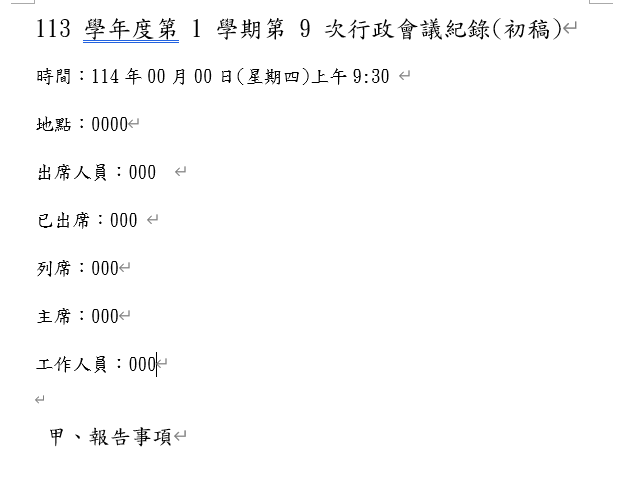 113 學年度第 1 學期第 9 次行政會議紀錄(初稿)
時間：114 年 00 月 00 日(星期四)上午 9:30
地點：0000
出席人員：000
已出席：000
列席：000
主席：000
工作人員：000
甲、報告事項